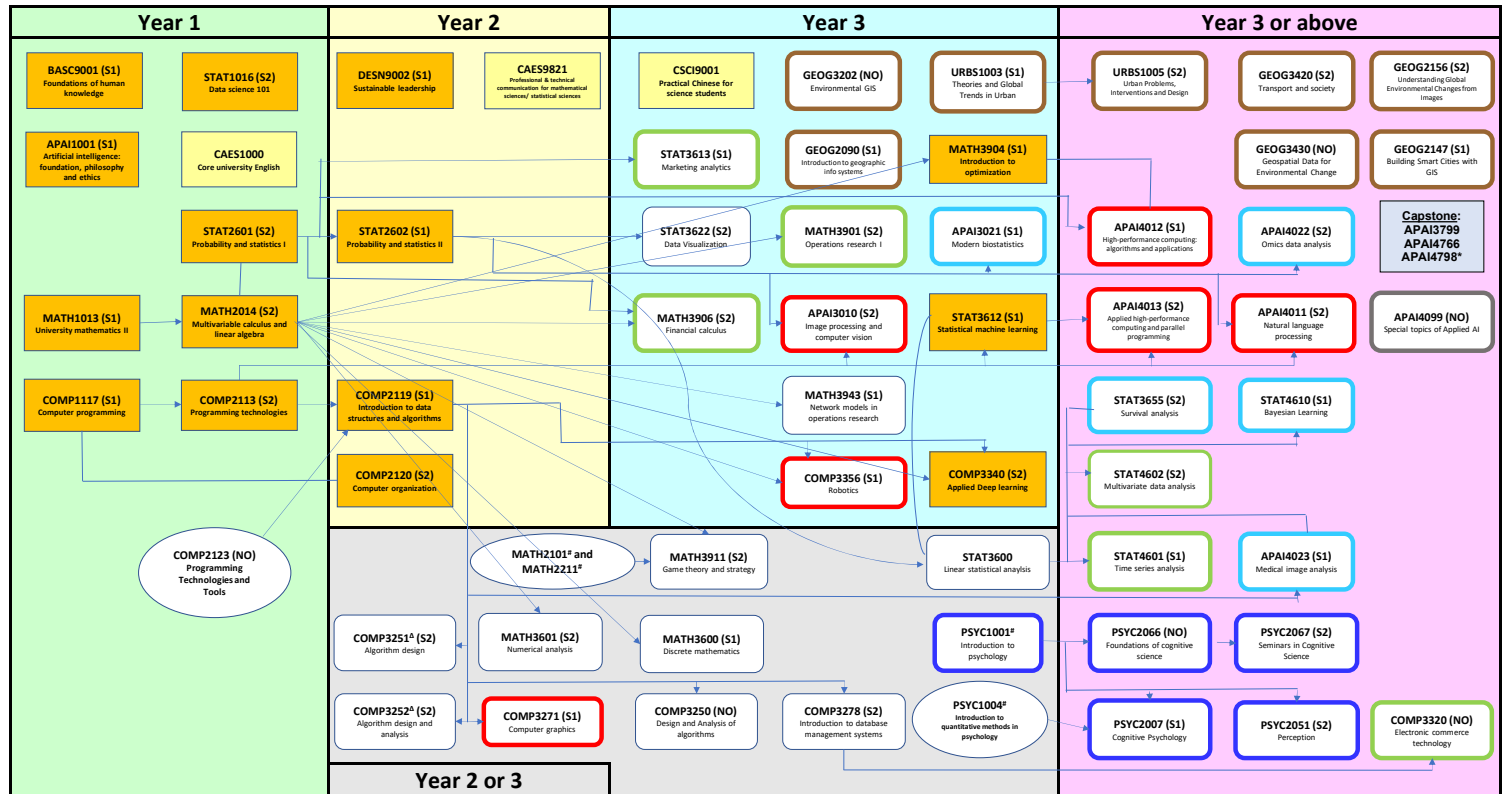 Year 1
Year 2
Year 3
Year 3 or above
BASC9001 (S1)
Foundations of human
knowledge
STAT1016 (S2)
Data science 101
DESN9002 (S1)
Sustainable leadership
CAES9821
Professional & technical
communication for mathematical
sciences/ statistical sciences
CSCI9001
Practical Chinese for
science students
GEOG3202 (NO)
Environmental GIS
URBS1003 (S1)
Theories and Global
Trends in Urban
URBS1005 (S2)
Urban Problems,
Interventions and Design
GEOG3420 (S2)
Transport and society
GEOG2156 (S2)
Understanding Global
Environmental Changes from
Images
APAI1001 (S1)
Artificial intelligence:
foundation, philosophy
and ethics
CAES1000
Core university English
STAT3613 (S1)
Marketing analytics
GEOG2090 (S1)
Introduction to geographic
info systems
MATH3904 (S1)
Introduction to
optimization
GEOG3430 (NO)
Geospatial Data for
Environmental Change
GEOG2147 (S1)
Building Smart Cities with
GIS
STAT2601 (S2)
Probability and statistics I
STAT2602 (S1)
Probability and statistics II
STAT3622 (S2)
Data Visualization
MATH3901 (S2)
Operations research I
APAI3021 (S1)
Modern biostatistics
APAI4012 (S1)
High-performance computing:
algorithms and applications
APAI4022 (S2)
Omics data analysis
Capstone:
APAI3799
APAI4766
APAI4798*
MATH1013 (S1)
University mathematics II
MATH2014 (S2)
Multivariable calculus and
linear algebra
MATH3906 (S2)
Financial calculus
APAI3010 (S2)
Image processing and
computer vision
STAT3612 (S1)
Statistical machine learning
APAI4013 (S2)
Applied high-performance
computing and parallel
programming
APAI4011 (S2)
Natural language
processing
APAI4099 (NO)
Special topics of Applied AI
COMP1117 (S1)
Computer programming
COMP2113 (S2)
Programming technologies
COMP2119 (S1)
Introduction to data
structures and algorithms
MATH3943 (S1)
Network models in
operations research
STAT3655 (S2)
Survival analysis
STAT4610 (S1)
Bayesian Learning
COMP2120 (S2)
Computer organization
COMP3356 (S1)
Robotics
COMP3340 (S2)
Applied Deep learning
STAT4602 (S2)
Multivariate data analysis
COMP2123 (NO)
Programming
Technologies and
Tools
MATH2101# and
MATH2211#
MATH3911 (S2)
Game theory and strategy
STAT3600
Linear statistical anaylsis
STAT4601 (S1)
Time series analysis
APAI4023 (S1)
Medical image analysis
COMP3251Δ (S2)
Algorithm design
MATH3601 (S2)
Numerical analysis
MATH3600 (S1)
Discrete mathematics
PSYC1001#
Introduction to
psychology
PSYC2066 (NO)
Foundations of cognitive
science
PSYC2067 (S2)
Seminars in Cognitive
Science
COMP3252Δ (S2)
Algorithm design and
analysis
COMP3271 (S1)
Computer graphics
COMP3250 (NO)
Design and Analysis of
algorithms
COMP3278 (S2)
Introduction to database
management systems
PSYC1004#
Introduction to
quantitative methods in
psychology
PSYC2007 (S1)
Cognitive Psychology
PSYC2051 (S2)
Perception
COMP3320 (NO)
Electronic commerce
technology
Year 2 or 3